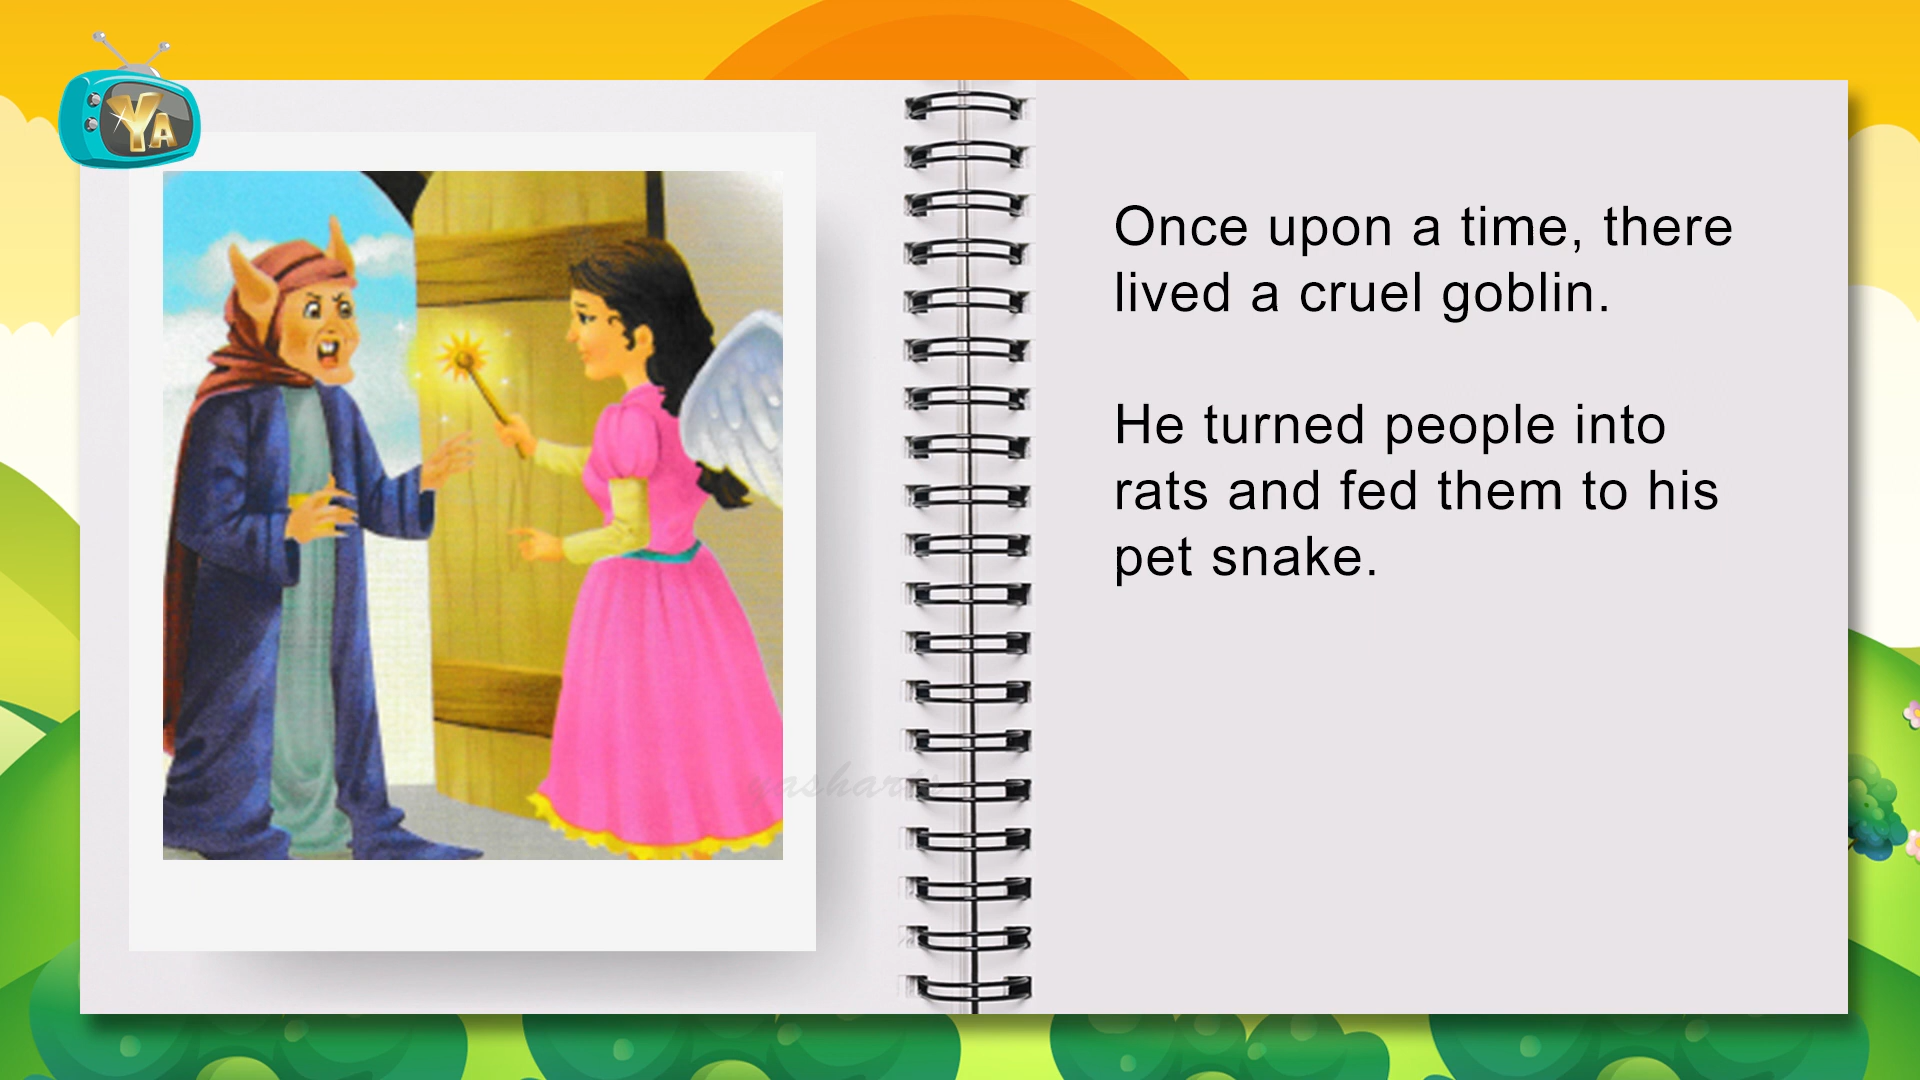 YA
Once upon a time, there
lived a cruel goblin.
He turned people into
rats and fed them to his
pet snake.